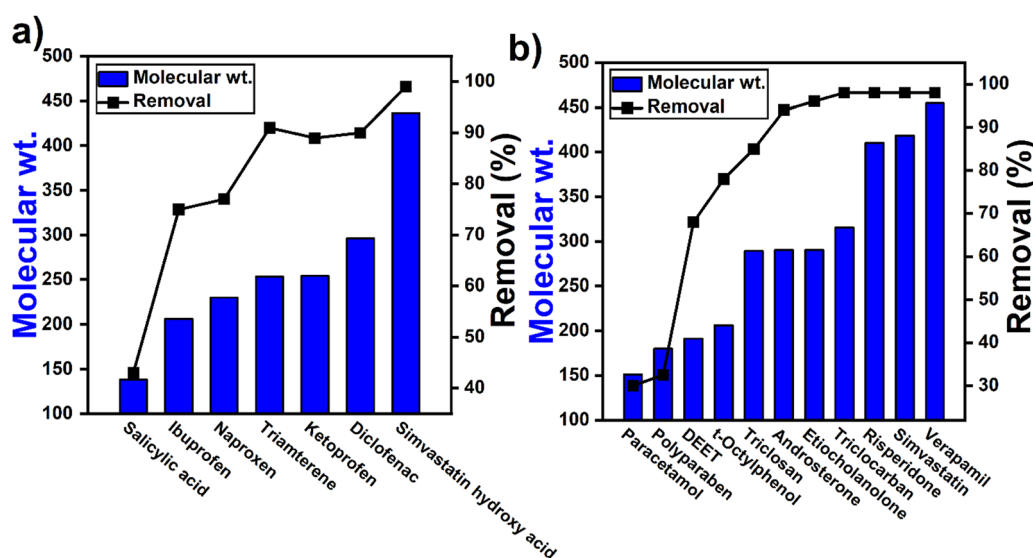 a)
Molecular wt.
500
450
400
350
300
250
200
150
100
Molecular wt.
Removal
100
90
80
70
60
50
40
Removal (%)
Salicylic acid
Ibuprofen
Naproxen
Triamterene
Ketoprofen
Diclofenac
Simvastatin hydroxy acid
b)
Molecular wt.
500
450
400
350
300
250
200
150
100
Molecular wt.
Removal
100
90
80
70
60
50
40
30
Removal (%)
Paracetamol
Polyparaben
DEET
t-Octylphenol
Triclosan
Androsterone
Etiocholanolone
Triclocarban
Risperidone
Simvastatin
Verapamil